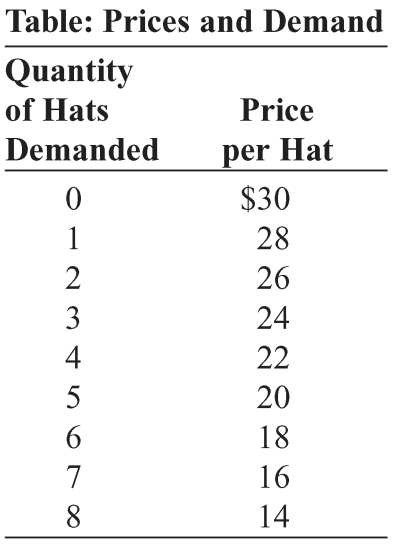 Table: Prices and Demand
Quantity
of Hats Price
Demanded per Hat
0 $30
1 28
2 26
3 24
4 22
5 20
6 18
7 16
8 14